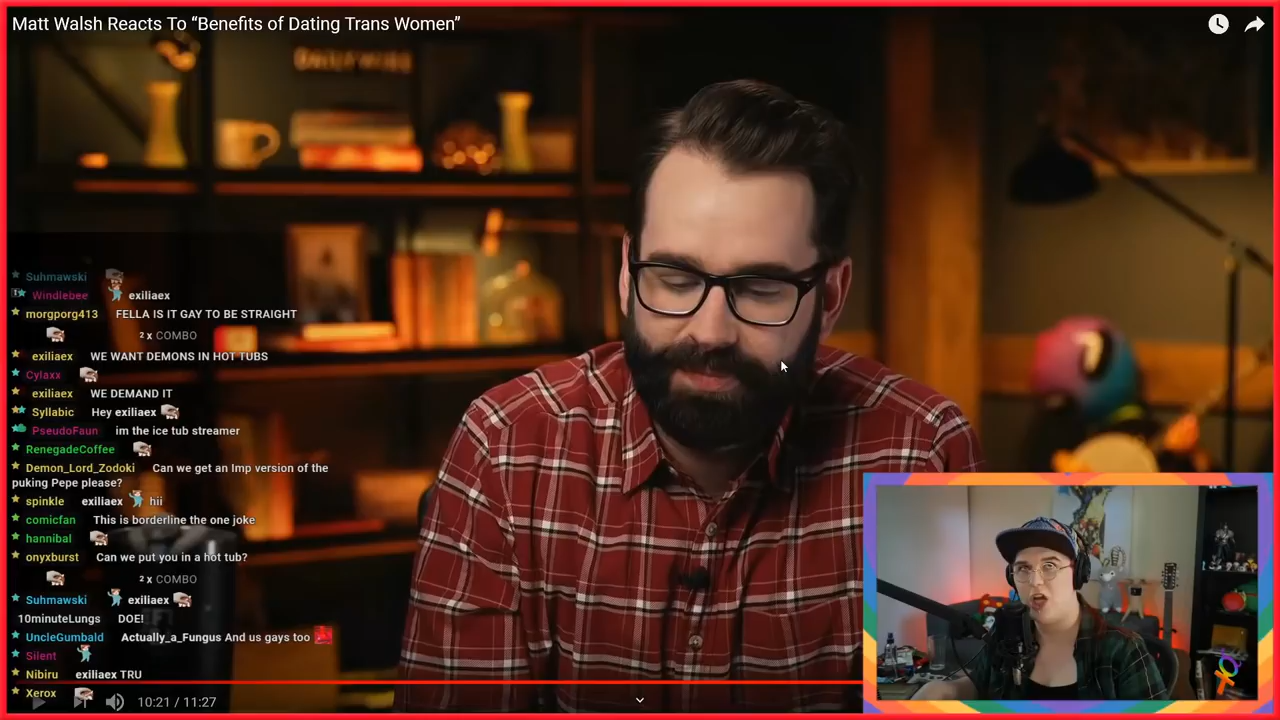 Matt Walsh Reacts To “Benefits of Dating Trans Women”
DAILYWIRE
Suhmawski
Windlebee exiliaex
morgporg413 FELLA IS IT GAY TO BE STRAIGHT
2 x COMBO
exiliaex WE WANT DEMONS IN HOT TUBS
Cylaxx
exiliaex WE DEMAND IT
Syllabic Hey exiliaex
PseudoFaun im the ice tub streamer
RenegadeCoffee
Demon_Lord_Zodoki Can we get an Imp version of the
puking Pepe please?
spinkle exiliaex hii
comicfan This is borderline the one joke
hannibal
onyxburst Can we put you in a hot tub?
2 x COMBO
Suhmawski exiliaex
10minuteLungs DOE!
UncleGumbald Actually_a_Fungus And us gays too
Silent
Nibiru exiliaex TRU
Xerox
10:21 / 11:27